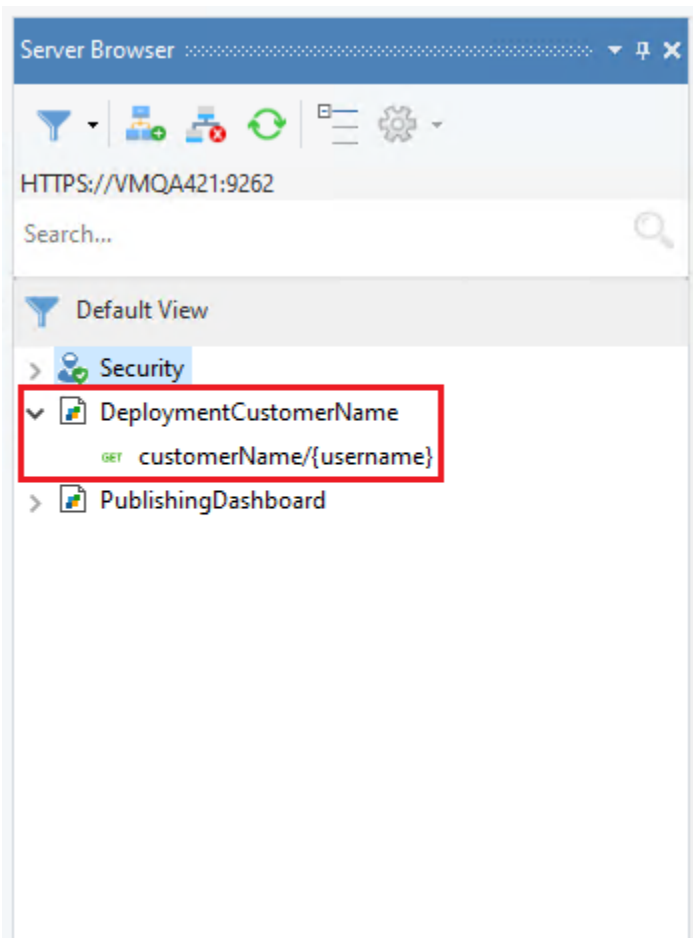 Server Browser
HTTPS://VMQA421:9262
Search...
Default View
Security
DeploymentCustomerName
GET customerName/{username}
PublishingDashboard